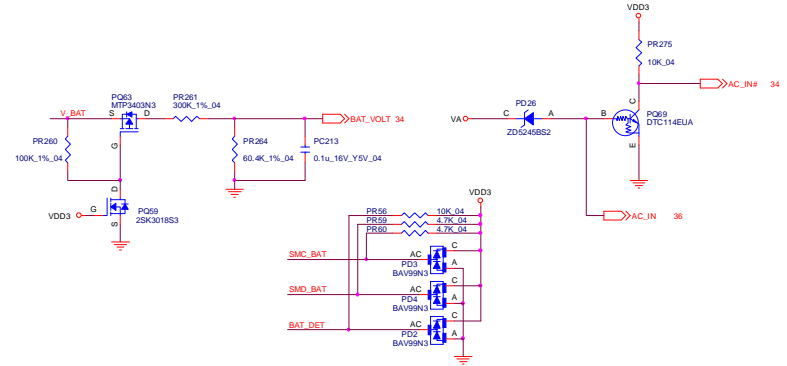 VDD3
PR275
10K_04
AC_IN# 34
C
B
PQ69
DTC114EUA
E
PD26
VA
C
A
ZD5245BS2
AC_IN 36
PQ63
MTP3403N3
V_BAT
S
D
G
PR261
300K_1%_04
BAT_VOLT 34
PR260
100K_1%_04
PR264
60.4K_1%_04
PC213
0.1u_16V_Y5V_04
D
VDD3
G
S
PQ59
2SK3018S3
VDD3
PR56
10K_04
PR59
4.7K_04
PR60
4.7K_04
SMC_BAT
AC
C
A
PD3
BAV99N3
SMD_BAT
AC
C
A
PD4
BAV99N3
BAT_DET
AC
C
A
PD2
BAV99N3